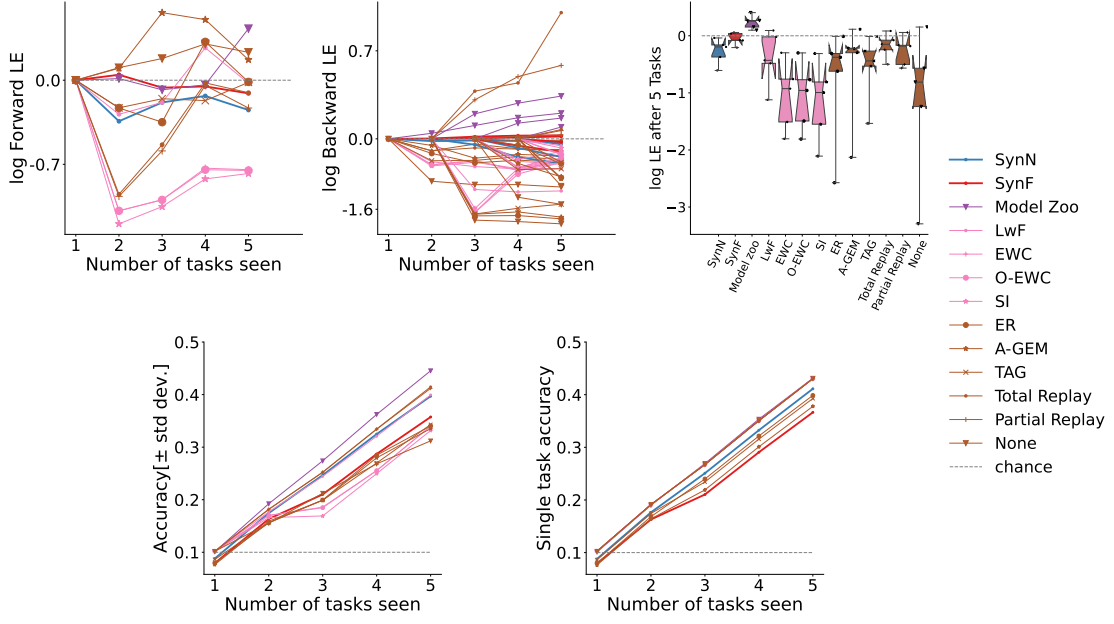 log Forward LE
0.0
-0.7
1 2 3 4 5
Number of tasks seen
log Backward LE
0.7
0.0
-1.6
1 2 3 4 5
Number of tasks seen
log LE after 5 Tasks
0
−1
−2
−3
SynN
SynF
Model zoo
LwF
EWC
O-EWC
SI
ER
A-GEM
TAG
Total Replay
Partial Replay
None
SynN
SynF
Model Zoo
LwF
EWC
O-EWC
SI
ER
A-GEM
TAG
Total Replay
Partial Replay
None
chance
Accuracy[± std dev.]
0.5
0.4
0.3
0.2
0.1
1 2 3 4 5
Number of tasks seen
Single task accuracy
0.5
0.4
0.3
0.2
0.1
1 2 3 4 5
Number of tasks seen